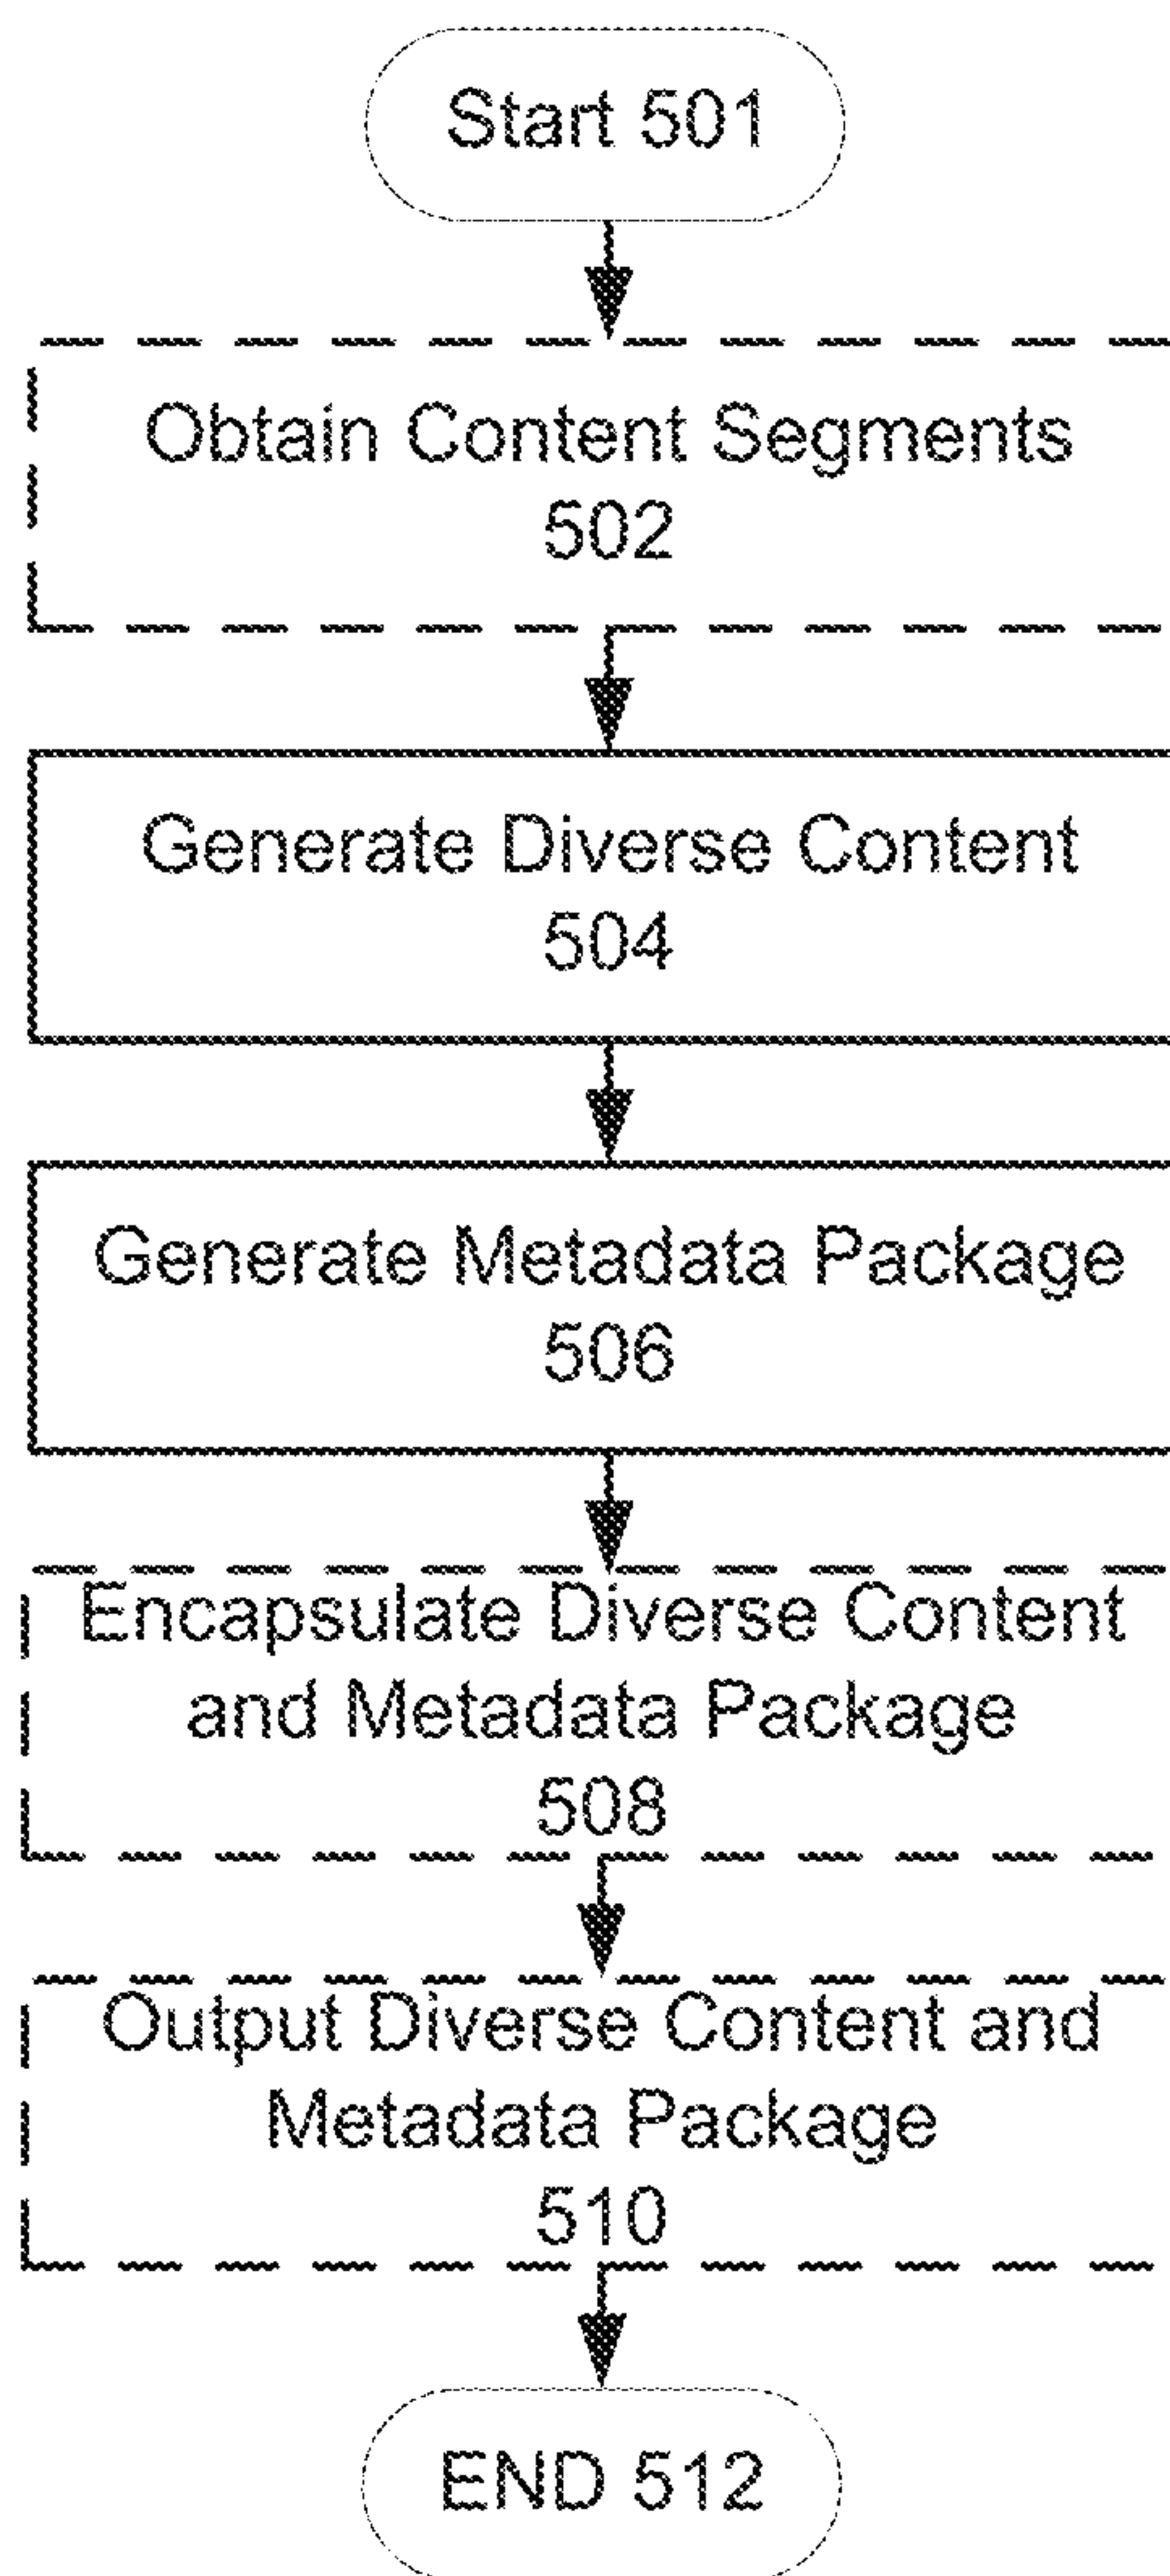 Start 501
Obtain Content Segments
502
Generate Diverse Content
504
Generate Metadata Package
506
Encapsulate Diverse Content
and Metadata Package
508
Output Diverse Content and
Metadata Package
510
END 512